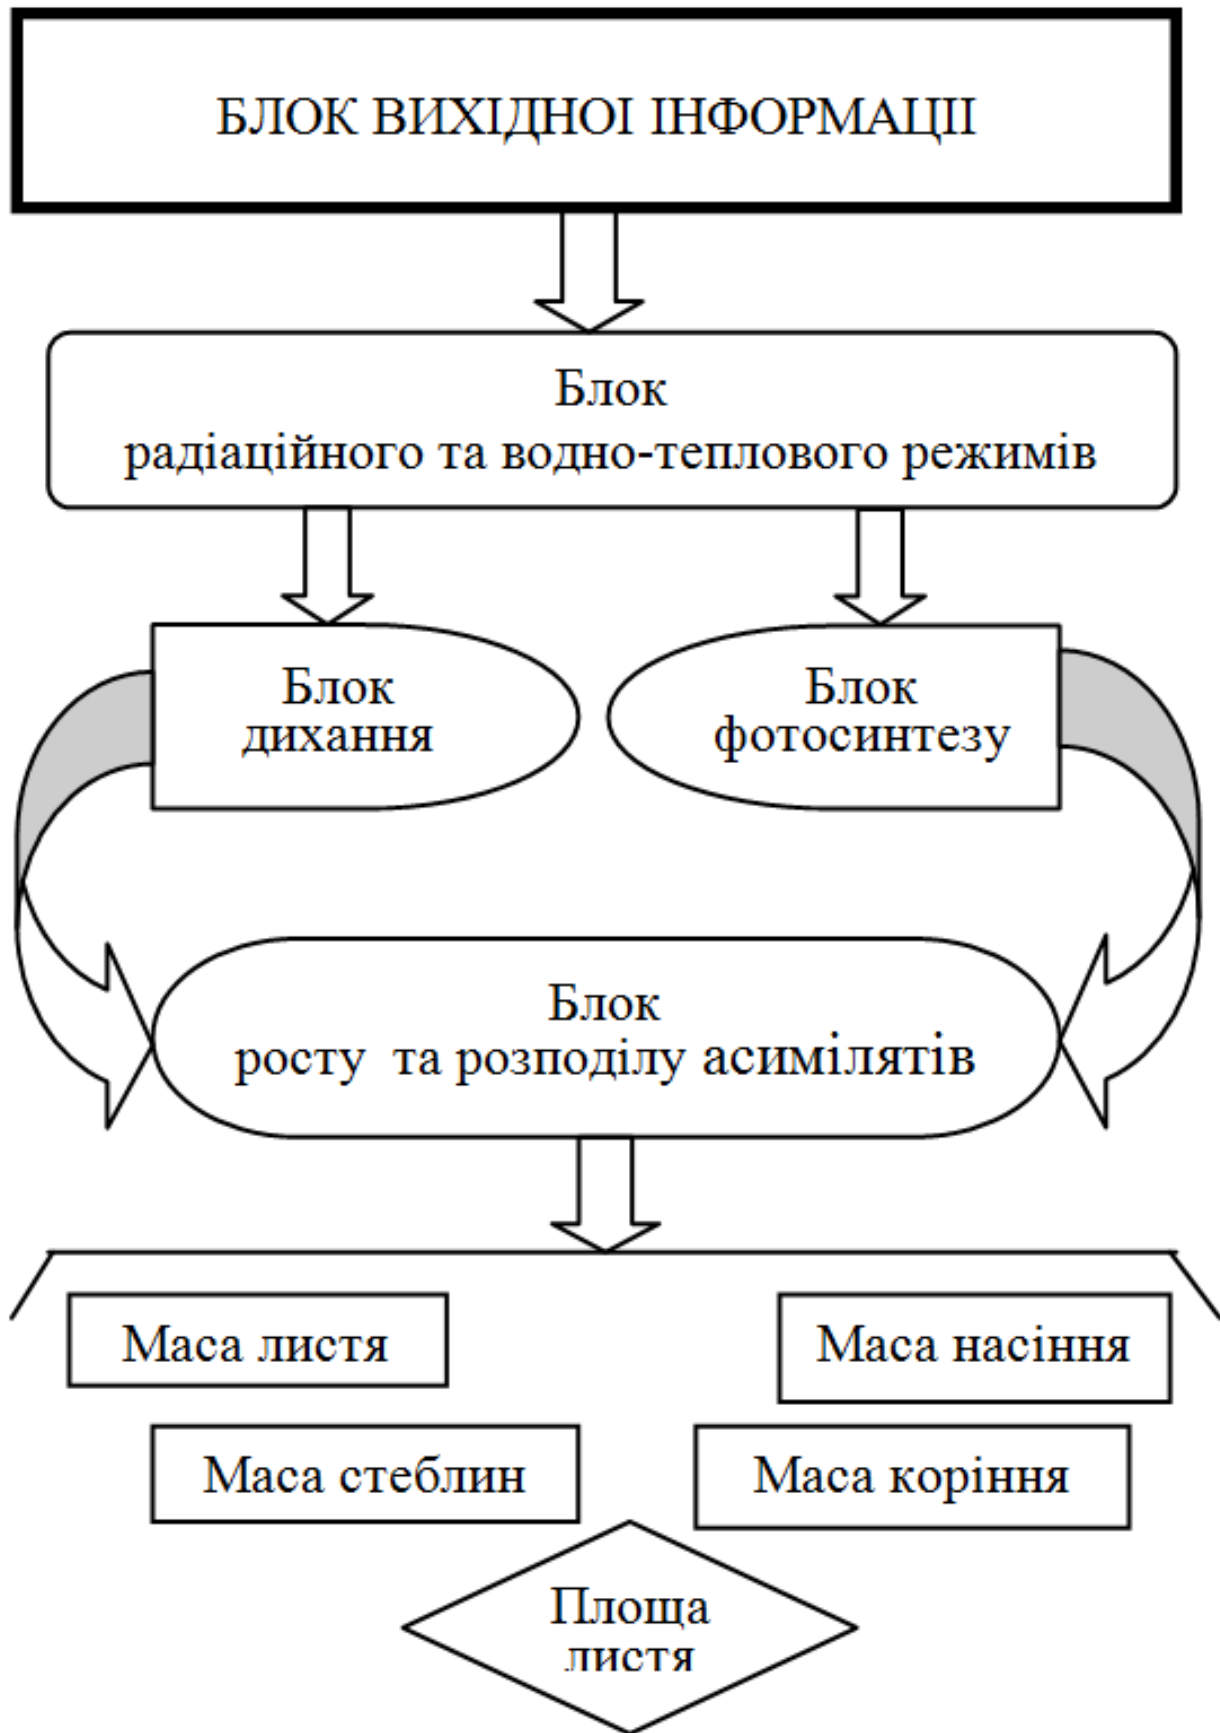 БЛОК ВИХІДНОІ ІНФОРМАЦІІ
Блок
радіаційного та водно-теплового режимів
Блок
дихання
Блок
фотосинтезу
Блок
росту та розподілу асимілятів
Маса листя
Маса насіння
Маса стеблин
Маса коріння
Площа
листя